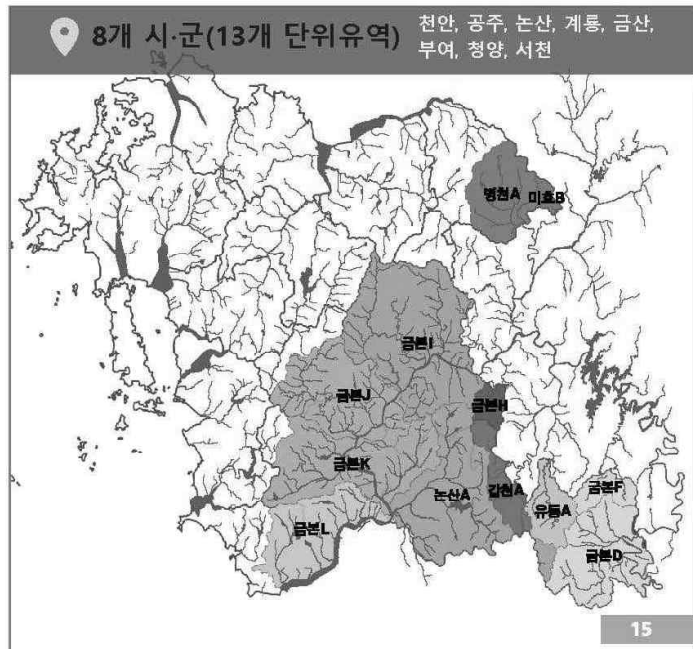 8개 시·군(13개 단위유역) 천안, 공주, 논산, 계룡, 금산,
부여, 청양, 서천
병천A 미호B
금본I
금본J 금본H
금본K
논산A 갑천A 유등A 금본F
금본L
금본D
15